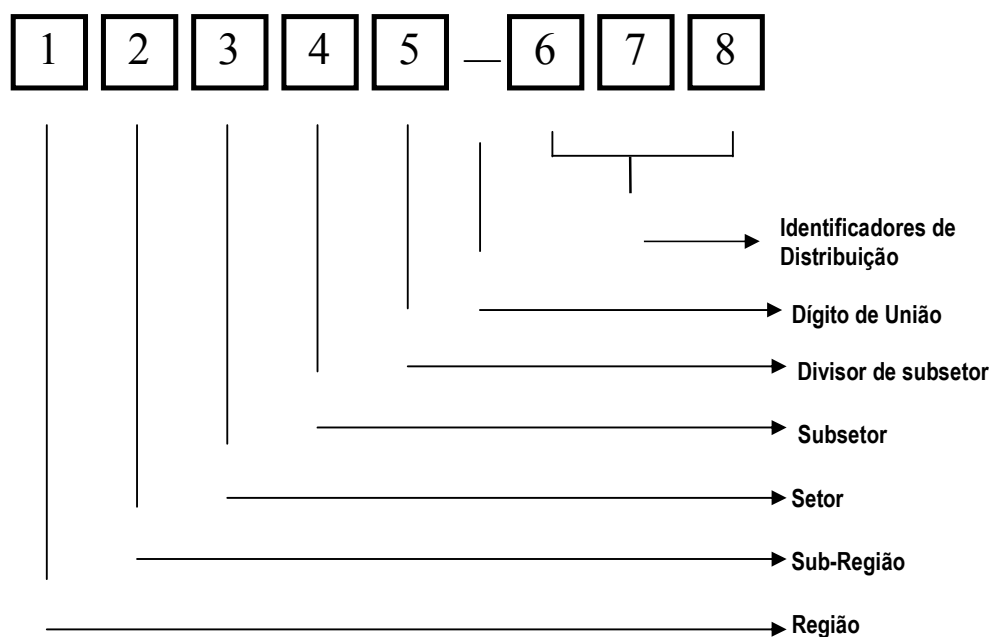 1 2 3 4 5 — 6 7 8
Identificadores de
Distribuição
Dígito de União
Divisor de subsetor
Subsetor
Setor
Sub-Região
Região